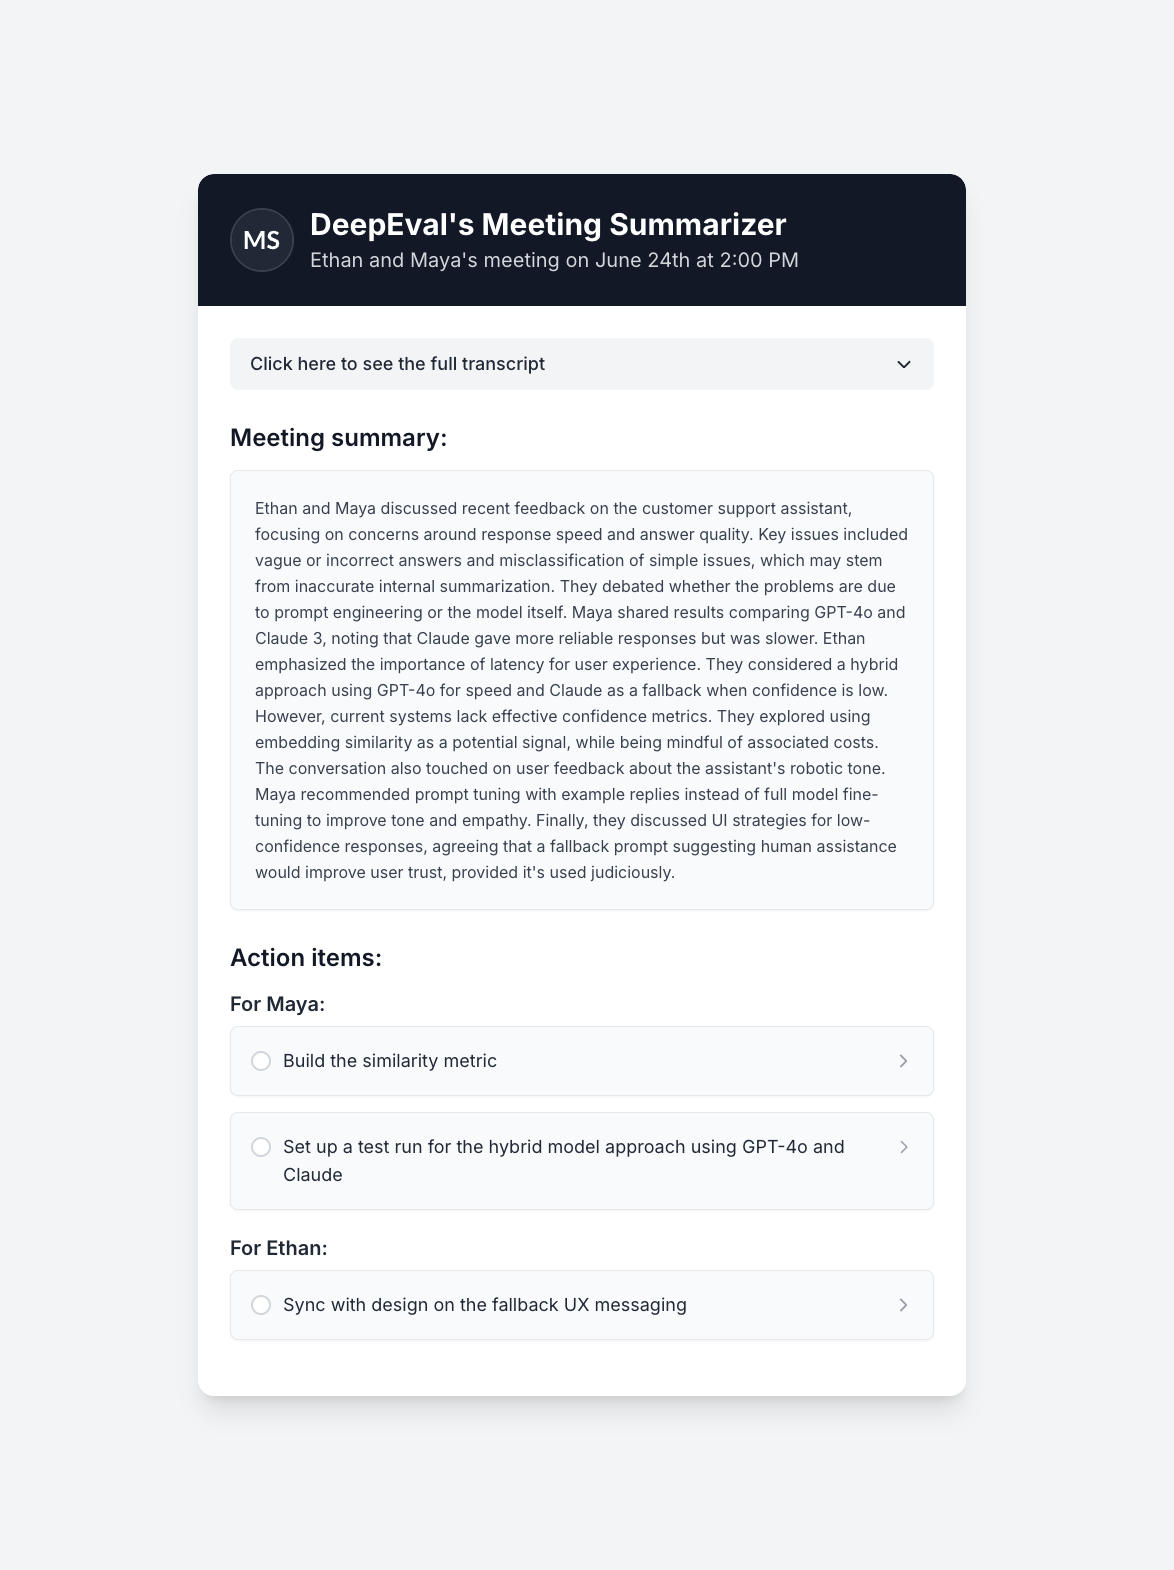 MS
DeepEval's Meeting Summarizer
Ethan and Maya's meeting on June 24th at 2:00 PM
Click here to see the full transcript
Meeting summary:
Ethan and Maya discussed recent feedback on the customer support assistant,
focusing on concerns around response speed and answer quality. Key issues included
vague or incorrect answers and misclassification of simple issues, which may stem
from inaccurate internal summarization. They debated whether the problems are due
to prompt engineering or the model itself. Maya shared results comparing GPT-4o and
Claude 3, noting that Claude gave more reliable responses but was slower. Ethan
emphasized the importance of latency for user experience. They considered a hybrid
approach using GPT-4o for speed and Claude as a fallback when confidence is low.
However, current systems lack effective confidence metrics. They explored using
embedding similarity as a potential signal, while being mindful of associated costs.
The conversation also touched on user feedback about the assistant's robotic tone.
Maya recommended prompt tuning with example replies instead of full model fine-
tuning to improve tone and empathy. Finally, they discussed UI strategies for low-
confidence responses, agreeing that a fallback prompt suggesting human assistance
would improve user trust, provided it's used judiciously.
Action items:
For Maya:
Build the similarity metric
Set up a test run for the hybrid model approach using GPT-4o and
Claude
For Ethan:
Sync with design on the fallback UX messaging